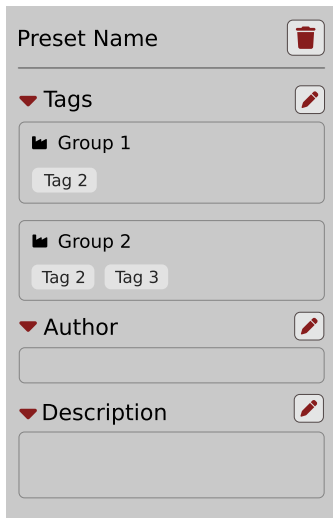 Preset Name
Tags
Group 1
Tag 2
Group 2
Tag 2 Tag 3
Author
Description